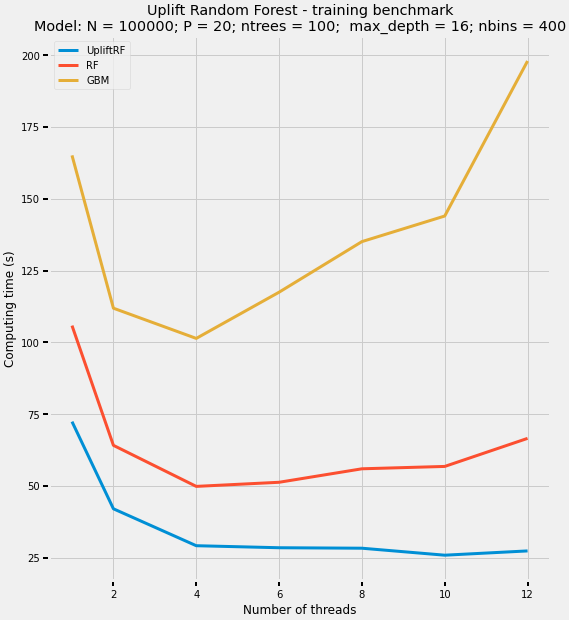 Uplift Random Forest - training benchmark
Model: N = 100000; P = 20; ntrees = 100;  max_depth = 16; nbins = 400
UpliftRF
RF
GBM
200
175
150
125
100
75
50
25
Computing time (s)
2 4 6 8 10 12
Number of threads